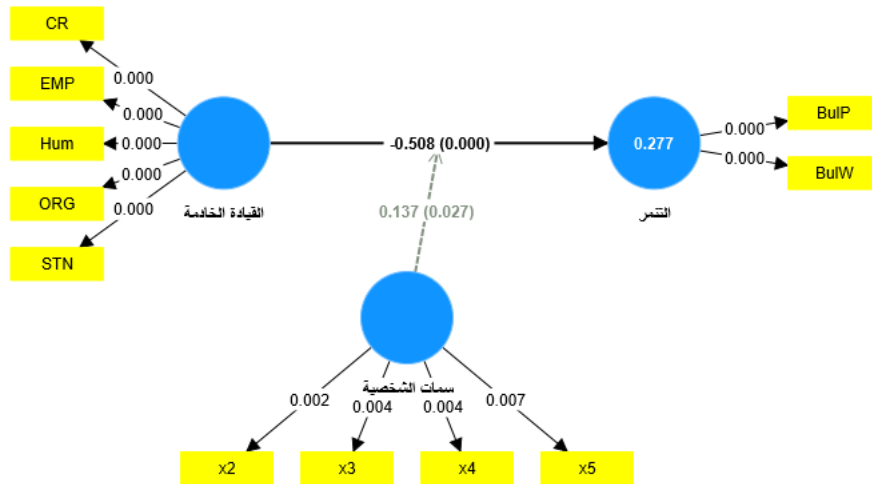 CR
0.000
EMP
0.000
Hum
0.000
ORG
0.000
STN
0.000
القيادة الخادمة
-0.508 (0.000)
0.277
التنمر
0.000
BulP
0.000
BulW
0.137 (0.027)
سمات الشخصية
0.002
0.004
0.004
0.007
x2
x3
x4
x5